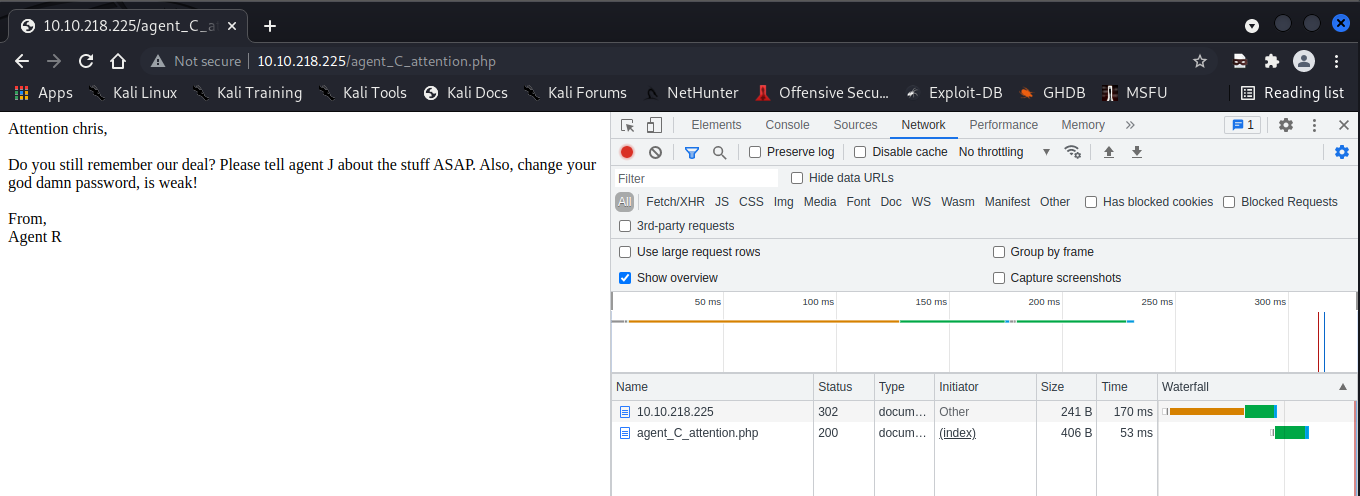 10.10.218.225/agent_C_at
Not secure 10.10.218.225/agent_C_attention.php
Apps Kali Linux Kali Training Kali Tools Kali Docs Kali Forums NetHunter Offensive Secu... Exploit-DB GHDB MSFU Reading list
Attention chris,
Do you still remember our deal? Please tell agent J about the stuff ASAP. Also, change your
god damn password, is weak!
From,
Agent R
Elements Console Sources Network Performance Memory » 1
Preserve log Disable cache No throttling
Filter Hide data URLs
All Fetch/XHR JS CSS Img Media Font Doc WS Wasm Manifest Other Has blocked cookies Blocked Requests
3rd-party requests
Use large request rows Group by frame
Show overview Capture screenshots
50 ms 100 ms 150 ms 200 ms 250 ms 300 ms
Name Status Type Initiator Size Time Waterfall
10.10.218.225 302 docum... Other 241 B 170 ms
agent_C_attention.php 200 docum... (index) 406 B 53 ms